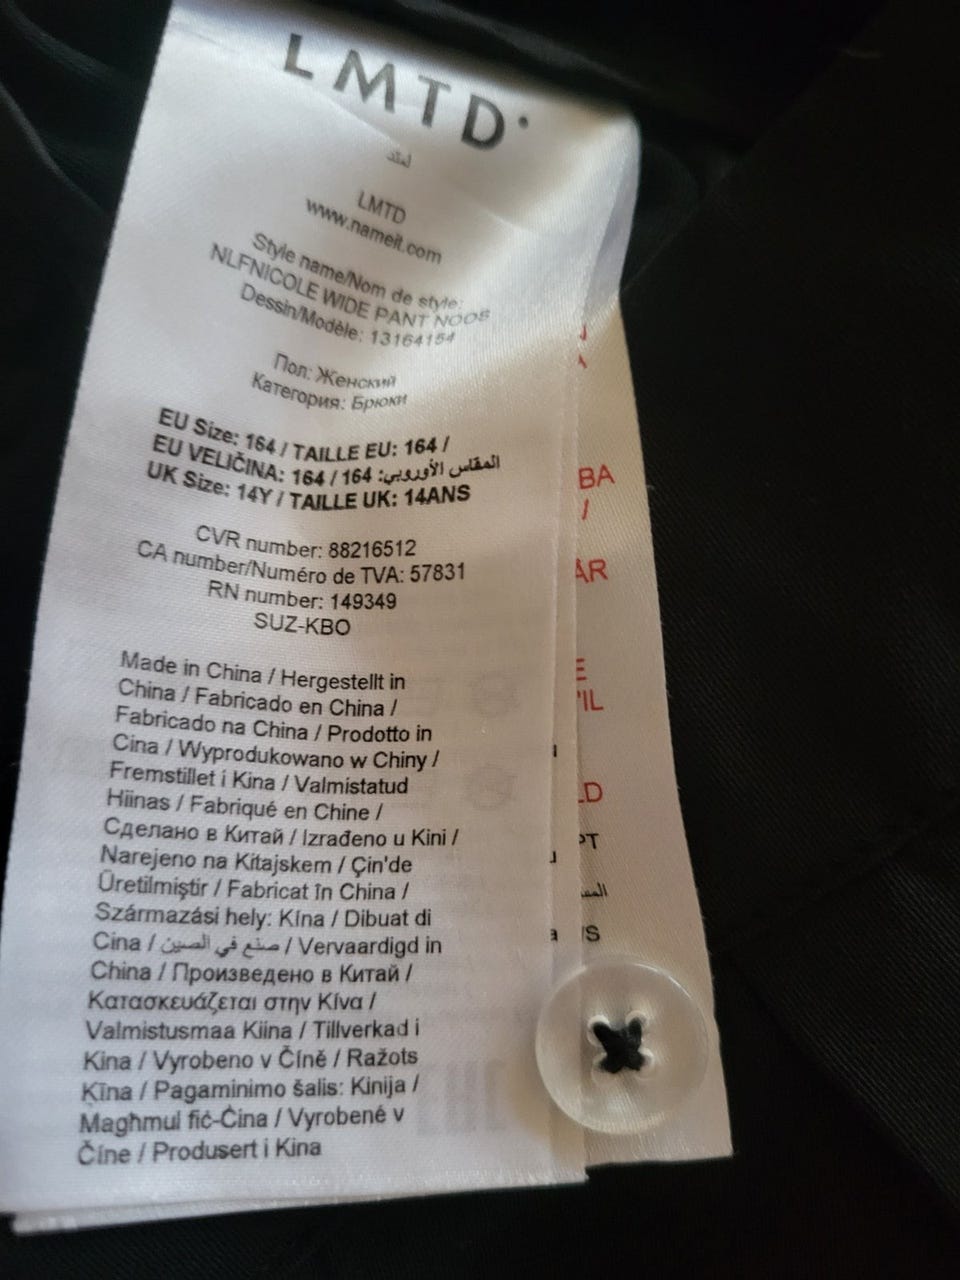 LMTD
لمتد
LMTD
www.nameit.com
Style name/Nom de style:
NLFNICOLE WIDE PANT NOOS
Dessin/Modèle: 13164154
Пол: Женский
Категория: Брюки
EU Size: 164 / TAILLE EU: 164 /
EU VELIČINA: 164 / 164 :المقاس الأوروبي
UK Size: 14Y / TAILLE UK: 14ANS
CVR number: 88216512
CA number/Numéro de TVA: 57831
RN number: 149349
SUZ-KBO
Made in China / Hergestellt in
China / Fabricado en China /
Fabricado na China / Prodotto in
Cina / Wyprodukowano w Chiny /
Fremstillet i Kina / Valmistatud
Hiinas / Fabriqué en Chine /
Сделано в Китай / Izrađeno u Kini /
Narejeno na Kitajskem / Çin'de
Üretilmiştir / Fabricat în China /
Származási hely: Kína / Dibuat di
Cina / صنع في الصين / Vervaardigd in
China / Произведено в Китай /
Κατασκευάζεται στην Κίνα /
Valmistusmaa Kiina / Tillverkad i
Kina / Vyrobeno v Číně / Ražots
Ķīna / Pagaminimo šalis: Kinija /
Magħmul fiċ-Ċina / Vyrobené v
Číne / Produsert i Kina
BA
/
AR
E
'IL
LD
PT
/S